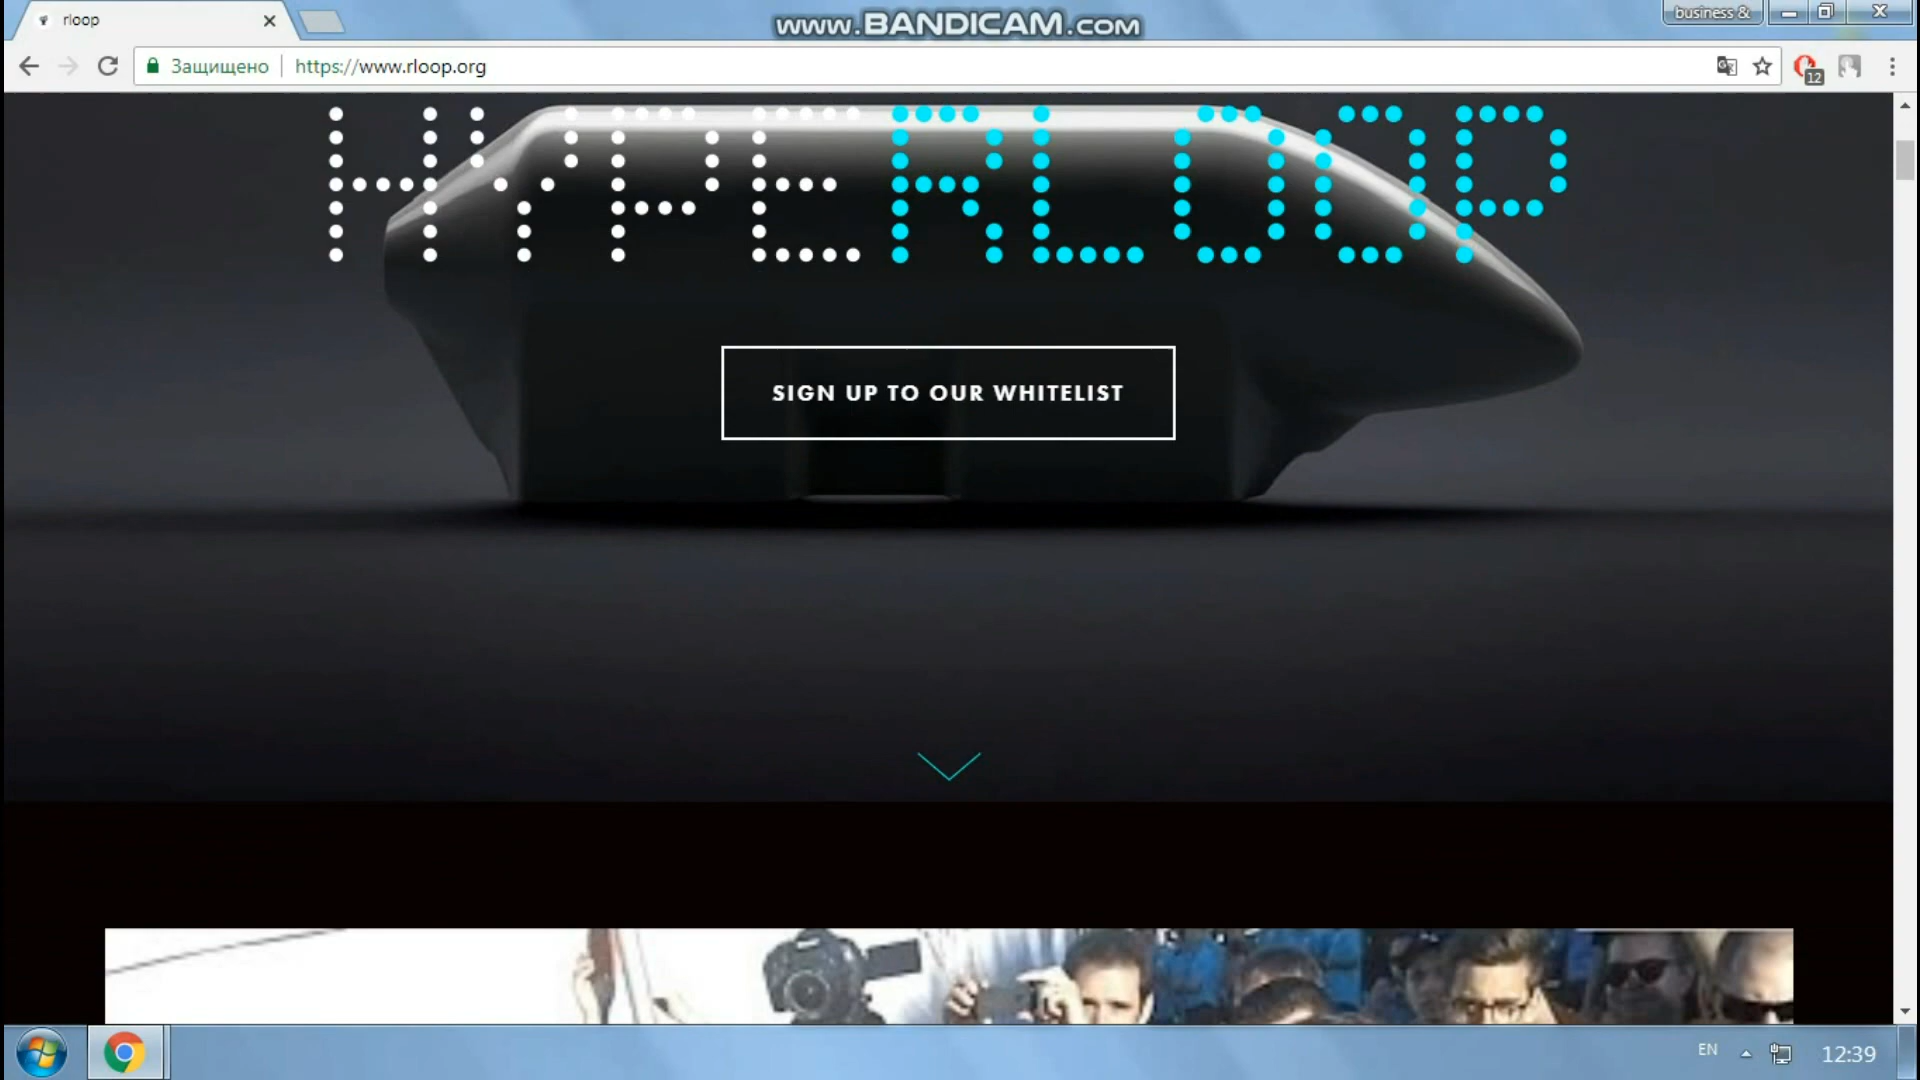 rloop
www.BANDICAM.com
business &
Защищено
https://www.rloop.org
12
HYPERLOOP
SIGN UP TO OUR WHITELIST
EN
12:39